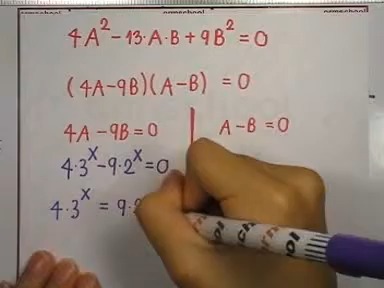 4A² - 13·A·B + 9B² = 0
(4A - 9B)(A - B) = 0
4A - 9B = 0
A - B = 0
4·3ˣ - 9·2ˣ = 0
4·3ˣ = 9·